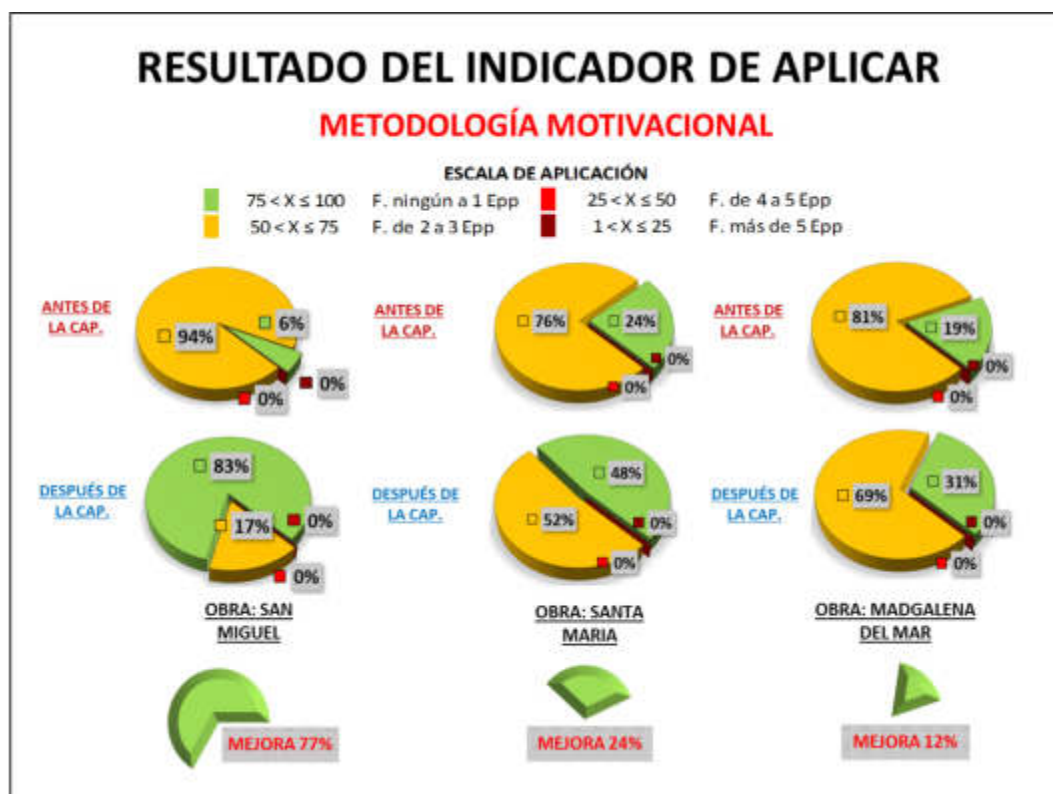 RESULTADO DEL INDICADOR DE APLICAR
METODOLOGÍA MOTIVACIONAL
ESCALA DE APLICACIÓN
75 < X ≤ 100 F. ningún a 1 Epp 25 < X ≤ 50 F. de 4 a 5 Epp
50 < X ≤ 75 F. de 2 a 3 Epp 1 < X ≤ 25 F. más de 5 Epp
ANTES DE
LA CAP.
94%
6%
0%
0%
ANTES DE
LA CAP.
76%
24%
0%
0%
ANTES DE
LA CAP.
81%
19%
0%
0%
DESPUÉS DE
LA CAP.
83%
17%
0%
0%
DESPUÉS DE
LA CAP.
48%
52%
0%
0%
DESPUÉS DE
LA CAP.
69%
31%
0%
0%
OBRA: SAN
MIGUEL
OBRA: SANTA
MARIA
OBRA: MADGALENA
DEL MAR
MEJORA 77%
MEJORA 24%
MEJORA 12%